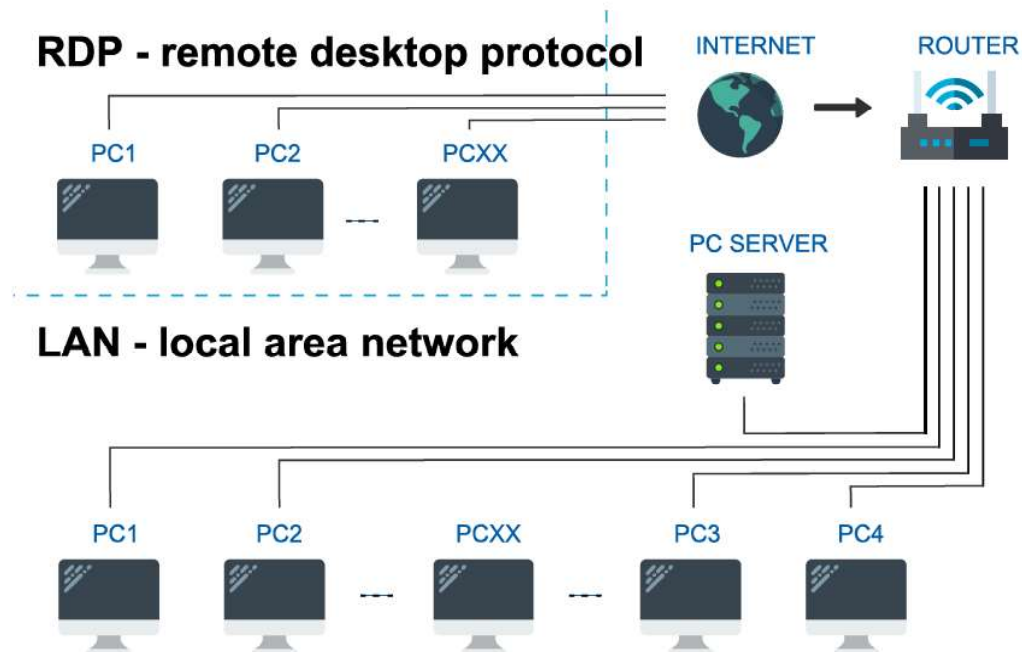 RDP - remote desktop protocol
INTERNET
ROUTER
PC1
PC2
PCXX
PC SERVER
LAN - local area network
PC1
PC2
PCXX
PC3
PC4